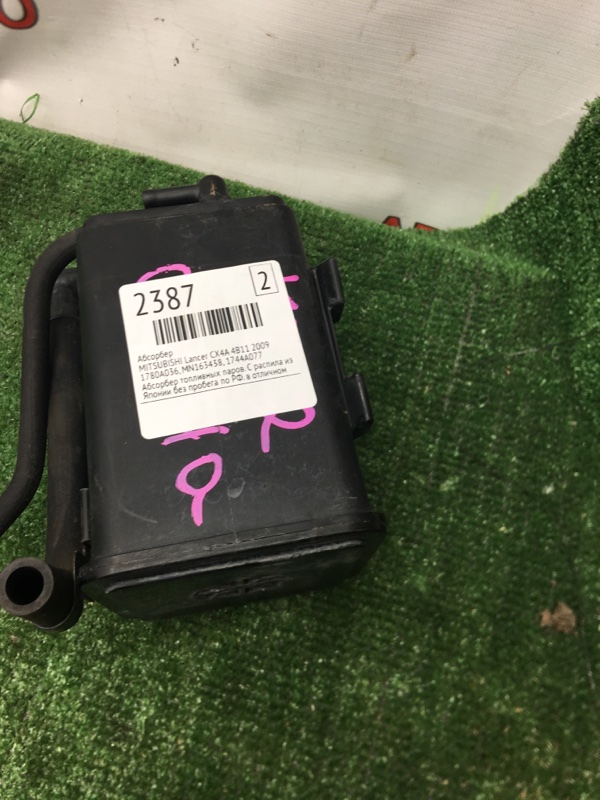 2387
2
Абсорбер
MITSUBISHI Lancer CX4A 4B11 2009
1780A036, MN163438, 1744A077
Абсорбер топливных паров. С распила из
Японии без пробега по РФ, в отличном